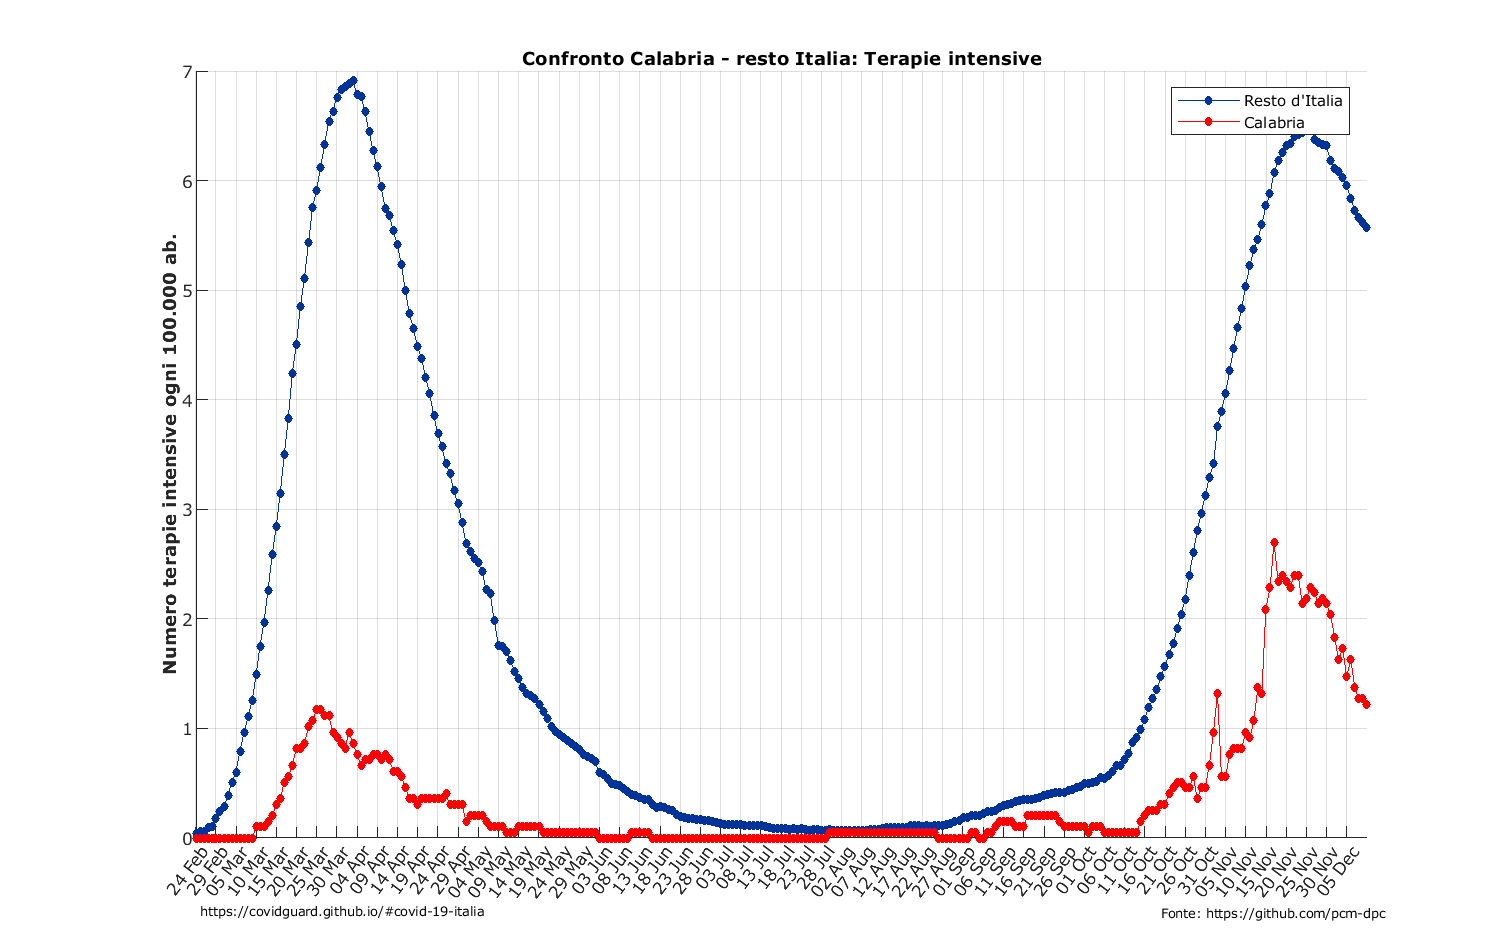 Confronto Calabria - resto Italia: Terapie intensive
Resto d'Italia
Calabria
Numero terapie intensive ogni 100.000 ab.
7
6
5
4
3
2
1
0
24 Feb
29 Feb
05 Mar
10 Mar
15 Mar
20 Mar
25 Mar
30 Mar
04 Apr
09 Apr
14 Apr
19 Apr
24 Apr
29 Apr
04 May
09 May
14 May
19 May
24 May
29 May
03 Jun
08 Jun
13 Jun
18 Jun
23 Jun
28 Jun
03 Jul
08 Jul
13 Jul
18 Jul
23 Jul
28 Jul
02 Aug
07 Aug
12 Aug
17 Aug
22 Aug
27 Aug
01 Sep
06 Sep
11 Sep
16 Sep
21 Sep
26 Sep
01 Oct
06 Oct
11 Oct
16 Oct
21 Oct
26 Oct
31 Oct
05 Nov
10 Nov
15 Nov
20 Nov
25 Nov
30 Nov
05 Dec
https://covidguard.github.io/#covid-19-italia
Fonte: https://github.com/pcm-dpc